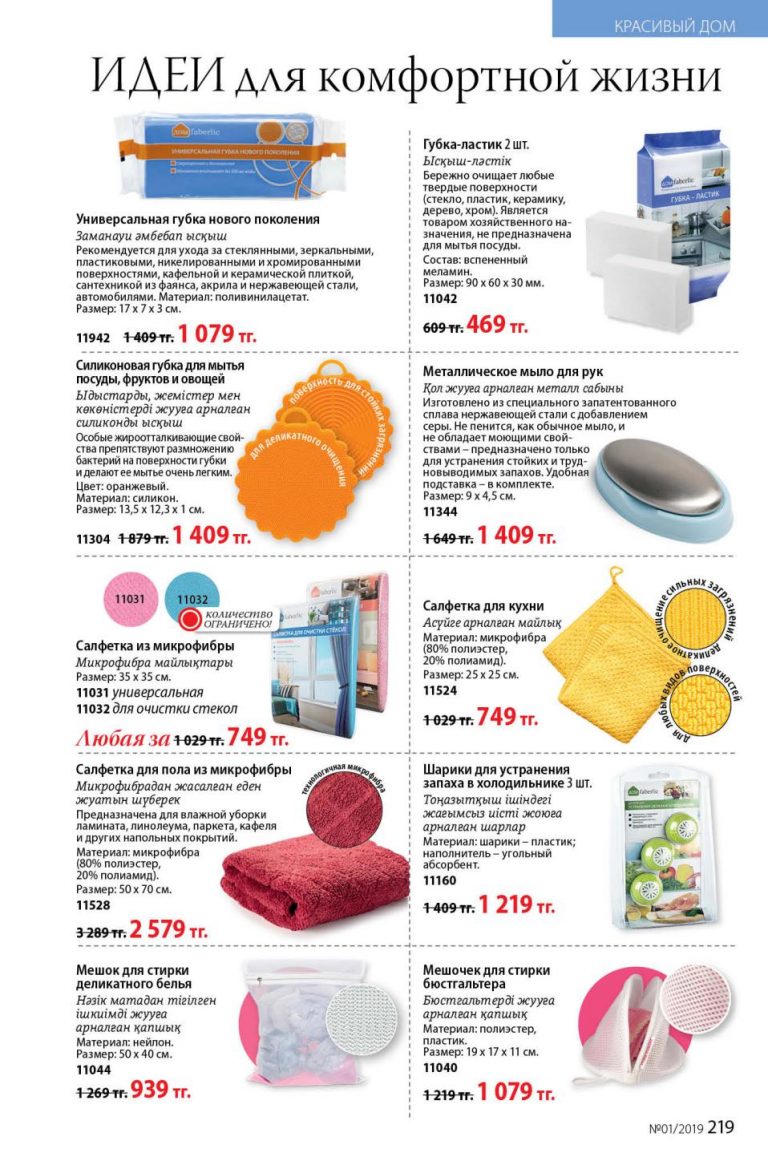 КРАСИВЫЙ ДОМ
ИДЕИ для комфортной жизни
ДОМ faberlic
УНИВЕРСАЛЬНАЯ ГУБКА НОВОГО ПОКОЛЕНИЯ
Универсальная губка нового поколения
Заманауи әмбебап ысқыш
Рекомендуется для ухода за стеклянными, зеркальными,
пластиковыми, никелированными и хромированными
поверхностями, кафельной и керамической плиткой,
сантехникой из фаянса, акрила и нержавеющей стали,
автомобилями. Материал: поливинилацетат.
Размер: 17 х 7 х 3 см.
11942 1 409 тг. 1 079 тг.
Губка-ластик 2 шт.
Ысқыш-ластік
Бережно очищает любые
твердые поверхности
(стекло, пластик, керамику,
дерево, хром). Является
товаром хозяйственного на-
значения, не предназначена
для мытья посуды.
Состав: вспененный
меламин.
Размер: 90 х 60 х 30 мм.
11042
609 тг. 469 тг.
ДОМ faberlic
ГУБКА - ЛАСТИК
Силиконовая губка для мытья
посуды, фруктов и овощей
Ыдыстарды, жемістер мен
көкөністерді жууға арналған
силиконды ысқыш
Особые жироотталкивающие свой-
ства препятствуют размножению
бактерий на поверхности губки
и делают ее мытье очень легким.
Цвет: оранжевый.
Материал: силикон.
Размер: 13,5 х 12,3 х 1 см.
11304 1 879 тг. 1 409 тг.
поверхность для стойких загрязнений
для деликатного очищения
Металлическое мыло для рук
Қол жууға арналған металл сабыны
Изготовлено из специального запатентованного
сплава нержавеющей стали с добавлением
серы. Не пенится, как обычное мыло, и
не обладает моющими свой-
ствами – предназначено только
для устранения стойких и труд-
новыводимых запахов. Удобная
подставка – в комплекте.
Размер: 9 х 4,5 см.
11344
1 649 тг. 1 409 тг.
11031
11032
КОЛИЧЕСТВО
ОГРАНИЧЕНО!
faberlic
САЛФЕТКА ДЛЯ ОЧИСТКИ СТЁКОЛ
Салфетка из микрофибры
Микрофибра майлықтары
Размер: 35 х 35 см.
11031 универсальная
11032 для очистки стекол
Любая за 1 029 тг. 749 тг.
Салфетка для кухни
Асүйге арналған майлық
Материал: микрофибра
(80% полиэстер,
20% полиамид).
Размер: 25 х 25 см.
11524
1 029 тг. 749 тг.
очищение сильных загрязнений
деликатное очищение
для любых видов поверхностей
Салфетка для пола из микрофибры
Микрофибрадан жасалған еден
жуатын шүберек
Предназначена для влажной уборки
ламината, линолеума, паркета, кафеля
и других напольных покрытий.
Материал: микрофибра
(80% полиэстер,
20% полиамид).
Размер: 50 х 70 см.
11528
3 289 тг. 2 579 тг.
технологичная микрофибра
Шарики для устранения
запаха в холодильнике 3 шт.
Тоңазытқыш ішіндегі
жағымсыз иісті жоюға
арналған шарлар
Материал: шарики – пластик;
наполнитель – угольный
абсорбент.
11160
1 409 тг. 1 219 тг.
ДОМ faberlic
Мешок для стирки
деликатного белья
Нәзік матадан тігілген
ішкиімді жууға
арналған қапшық
Материал: нейлон.
Размер: 50 х 40 см.
11044
1 269 тг. 939 тг.
Мешочек для стирки
бюстгальтера
Бюстгальтерді жууға
арналған қапшық
Материал: полиэстер,
пластик.
Размер: 19 х 17 х 11 см.
11040
1 219 тг. 1 079 тг.
№01/2019 219